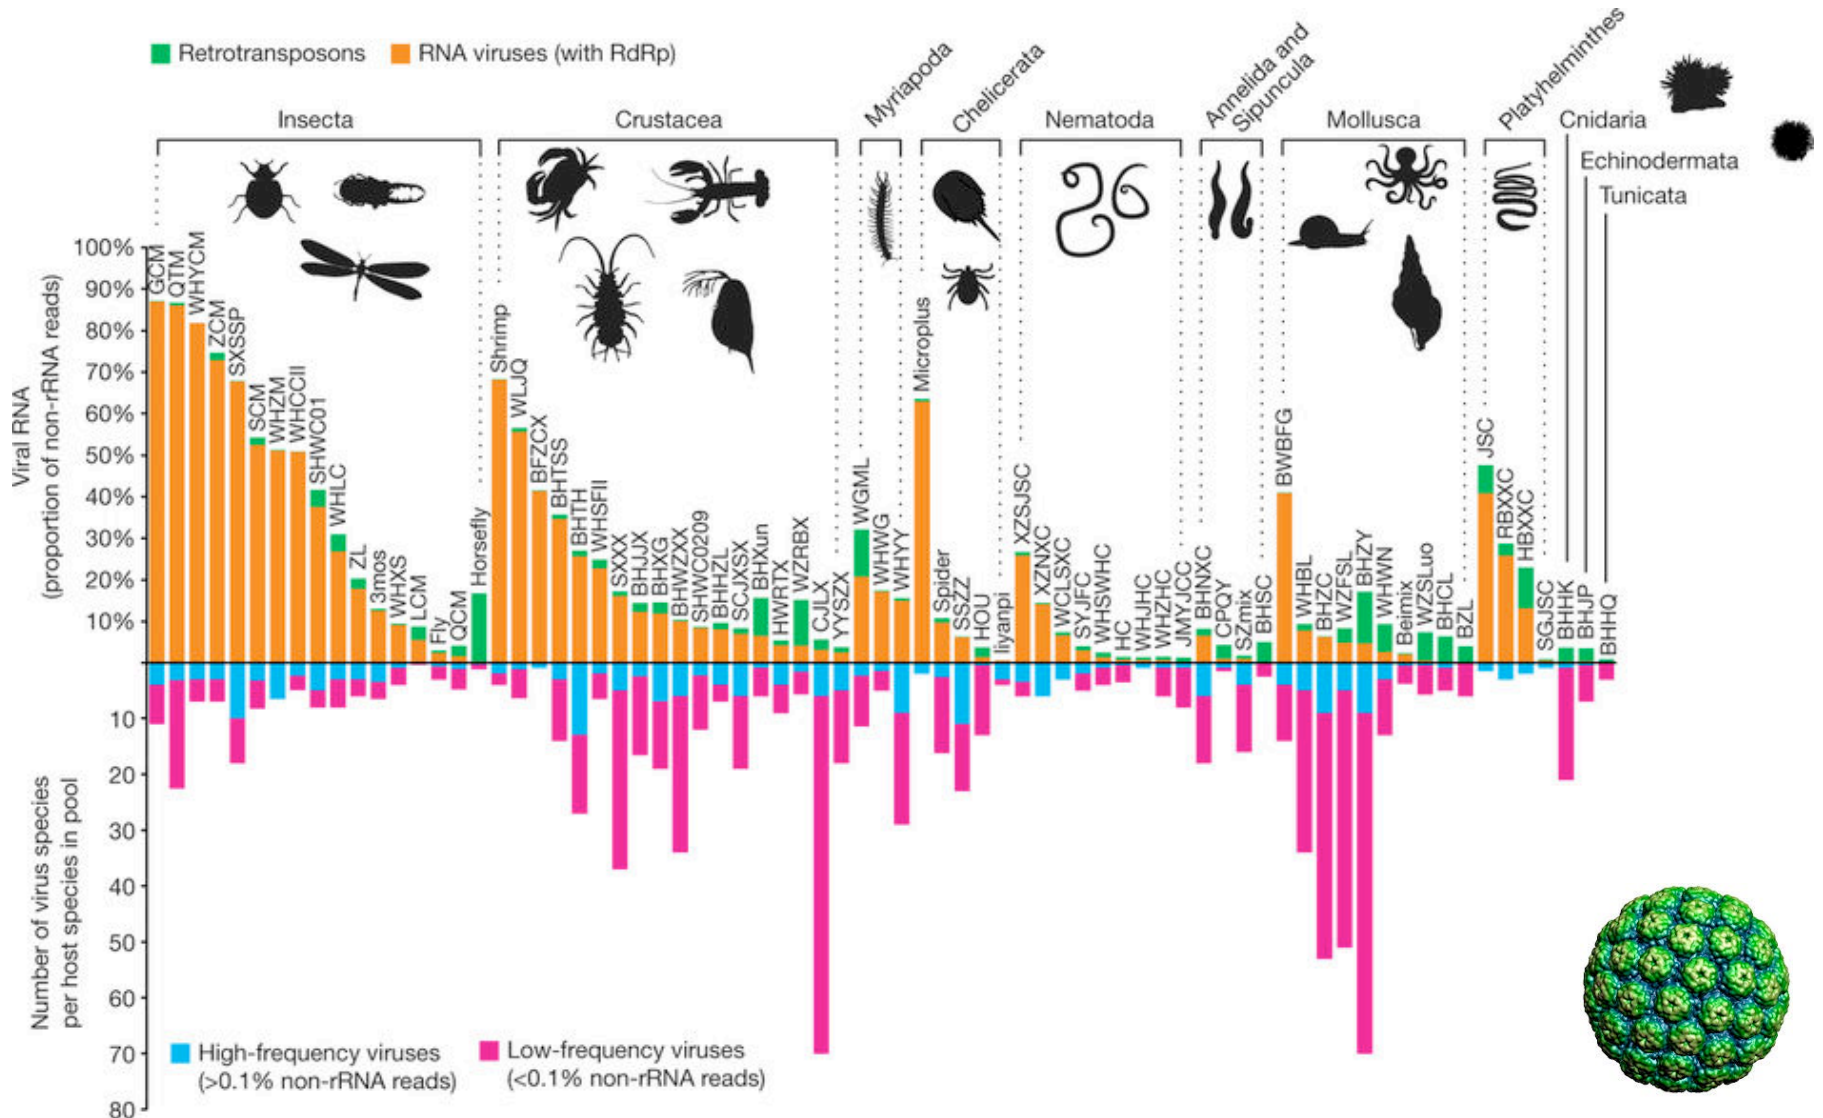 Retrotransposons
RNA viruses (with RdRp)
Insecta
Crustacea
Myriapoda
Chelicerata
Nematoda
Annelida and
Sipuncula
Mollusca
Platyhelminthes
Cnidaria
Echinodermata
Tunicata
Viral RNA
(proportion of non-rRNA reads)
100%
90%
80%
70%
60%
50%
40%
30%
20%
10%
GCM
QTM
WHYCM
ZCM
SXSSP
SCM
WHZM
WHCCII
SHWC01
WHLC
ZL
3mos
WHXS
LCM
Fly
QCM
Horsefly
Shrimp
WLJQ
BFZCX
BHTSS
BHTH
WHSFII
SXXX
BHJJX
BHXG
BHWZXX
SHWC0209
BHHZL
SCJXSX
BHXun
HWRTX
WZRBX
CJLX
YYSZX
WGML
WHWG
WHYY
Microplus
Spider
SSZZ
HOU
liyanpi
XZSJSC
XZNXC
WCLSXC
SYJFC
WHSWHC
HC
WHJHC
WHZHC
JMYJCC
BHNXC
CPQY
SZmix
BHSC
BWBFG
WHBL
BHZC
WZFSL
BHZY
WHWN
Beimix
WZSLuo
BHCL
BZL
JSC
RBXXC
HBXXC
SGJSC
BHHK
BHJP
BHHQ
Number of virus species
per host species in pool
10
20
30
40
50
60
70
80
High-frequency viruses
(>0.1% non-rRNA reads)
Low-frequency viruses
(<0.1% non-rRNA reads)